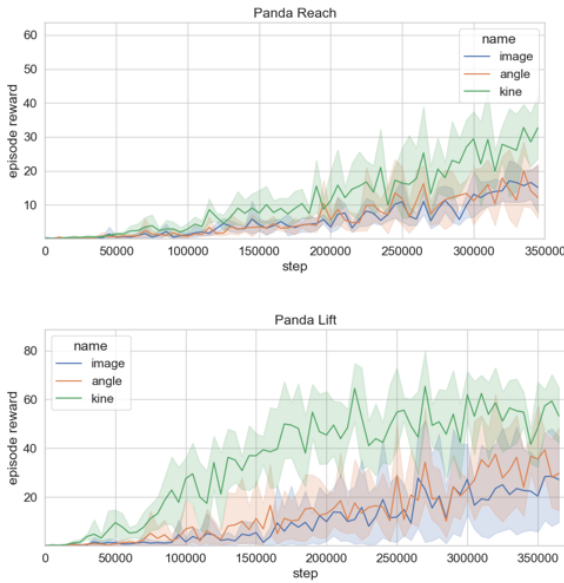 Panda Reach
60
50
40
30
20
10
episode reward
name
image
angle
kine
0 50000 100000 150000 200000 250000 300000 350000
step
Panda Lift
80
60
40
20
episode reward
name
image
angle
kine
0 50000 100000 150000 200000 250000 300000 350000
step